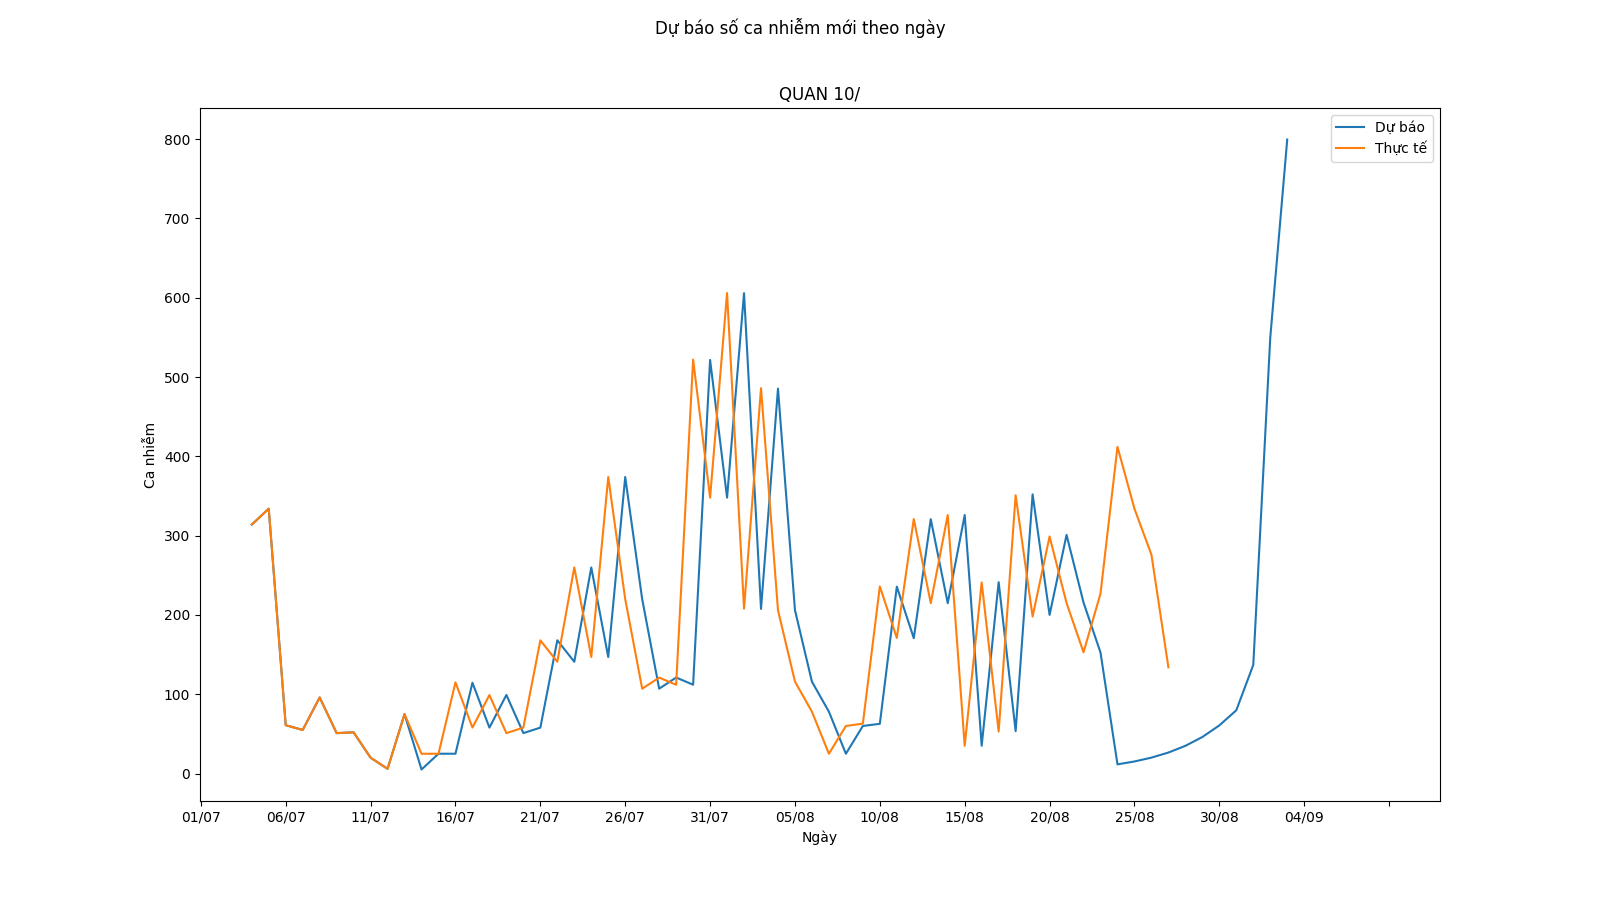 Dự báo số ca nhiễm mới theo ngày
QUAN 10/
Dự báo
Thực tế
800
700
600
500
400
300
200
100
0
Ca nhiễm
01/07 06/07 11/07 16/07 21/07 26/07 31/07 05/08 10/08 15/08 20/08 25/08 30/08 04/09
Ngày